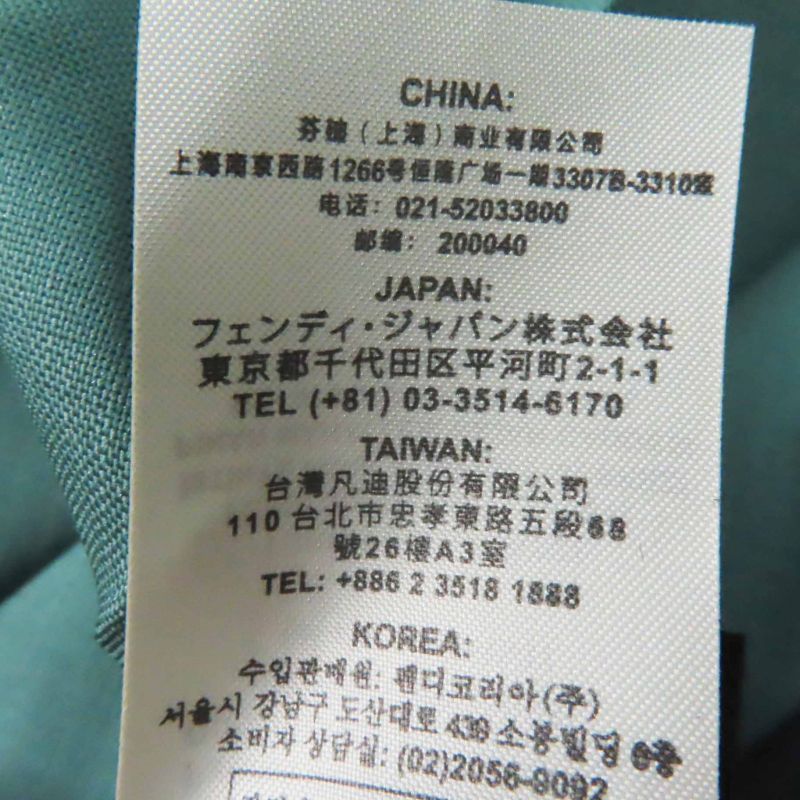 CHINA:
芬迪（上海）商业有限公司
上海南京西路1266号恒隆广场一期3307B-3310室
电话：021-52033800
邮编：200040
JAPAN:
フェンディ・ジャパン株式会社
東京都千代田区平河町2-1-1
TEL (+81) 03-3514-6170
TAIWAN:
台灣凡迪股份有限公司
110 台北市忠孝東路五段68
號26樓A3室
TEL: +886 2 3518 1888
KOREA:
수입판매원: 펜디코리아(주)
서울시 강남구 도산대로 439 소봉빌딩 6층
소비자 상담실: (02)2056-9092